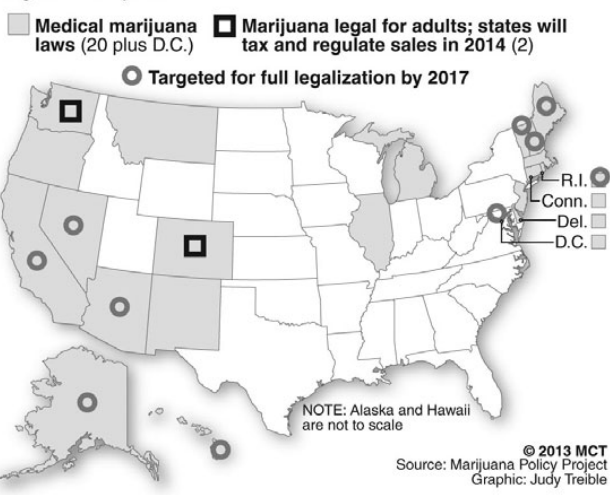 Medical marijuana
laws (20 plus D.C.)
Marijuana legal for adults; states will
tax and regulate sales in 2014 (2)
Targeted for full legalization by 2017
R.I.
Conn.
Del.
D.C.
NOTE: Alaska and Hawaii
are not to scale
© 2013 MCT
Source: Marijuana Policy Project
Graphic: Judy Treible